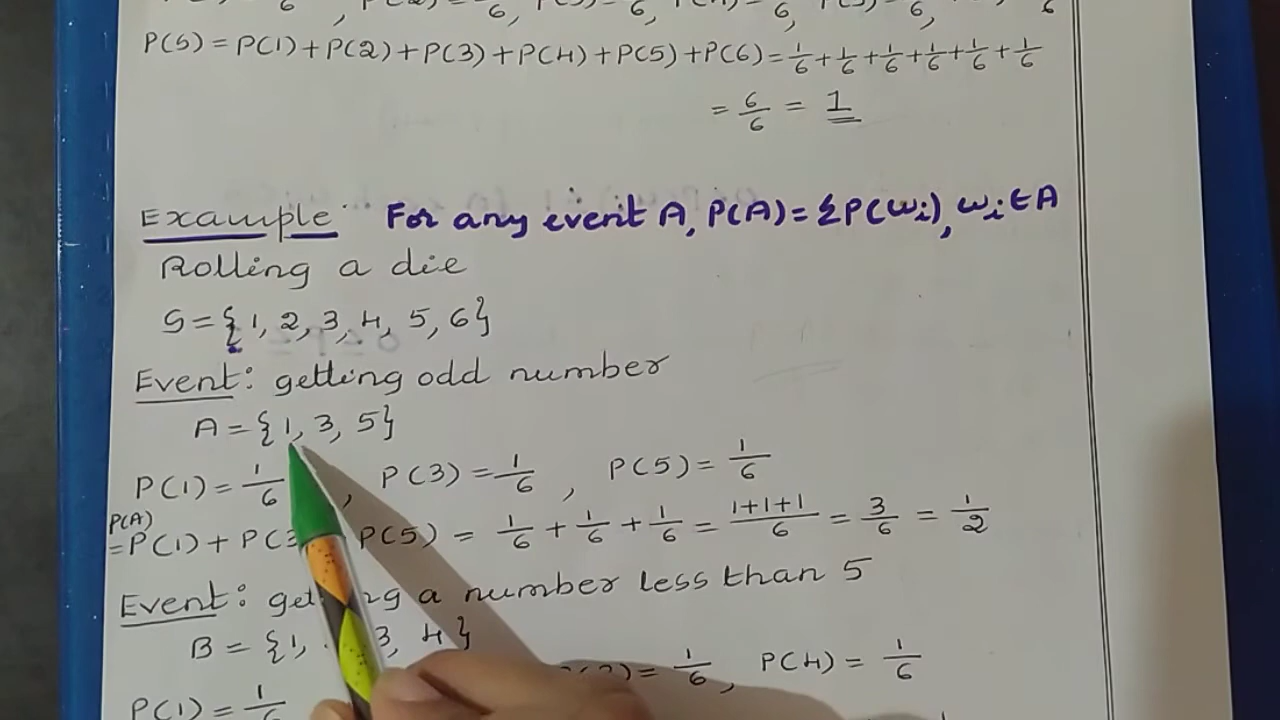 P(S) = P(1) + P(2) + P(3) + P(4) + P(5) + P(6) = 1/6 + 1/6 + 1/6 + 1/6 + 1/6 + 1/6
= 6/6 = 1
Example: For any event A, P(A) = ΣP(ωi), ωi ∈ A
Rolling a die
S = {1, 2, 3, 4, 5, 6}
Event: getting odd number
A = {1, 3, 5}
P(1) = 1/6 , P(3) = 1/6 , P(5) = 1/6
P(A)
= P(1) + P(3 P(5) = 1/6 + 1/6 + 1/6 = 1+1+1/6 = 3/6 = 1/2
Event: a number less than 5
B = {1, 3, 4}
P(1) = 1/6 = 1/6 , P(4) = 1/6